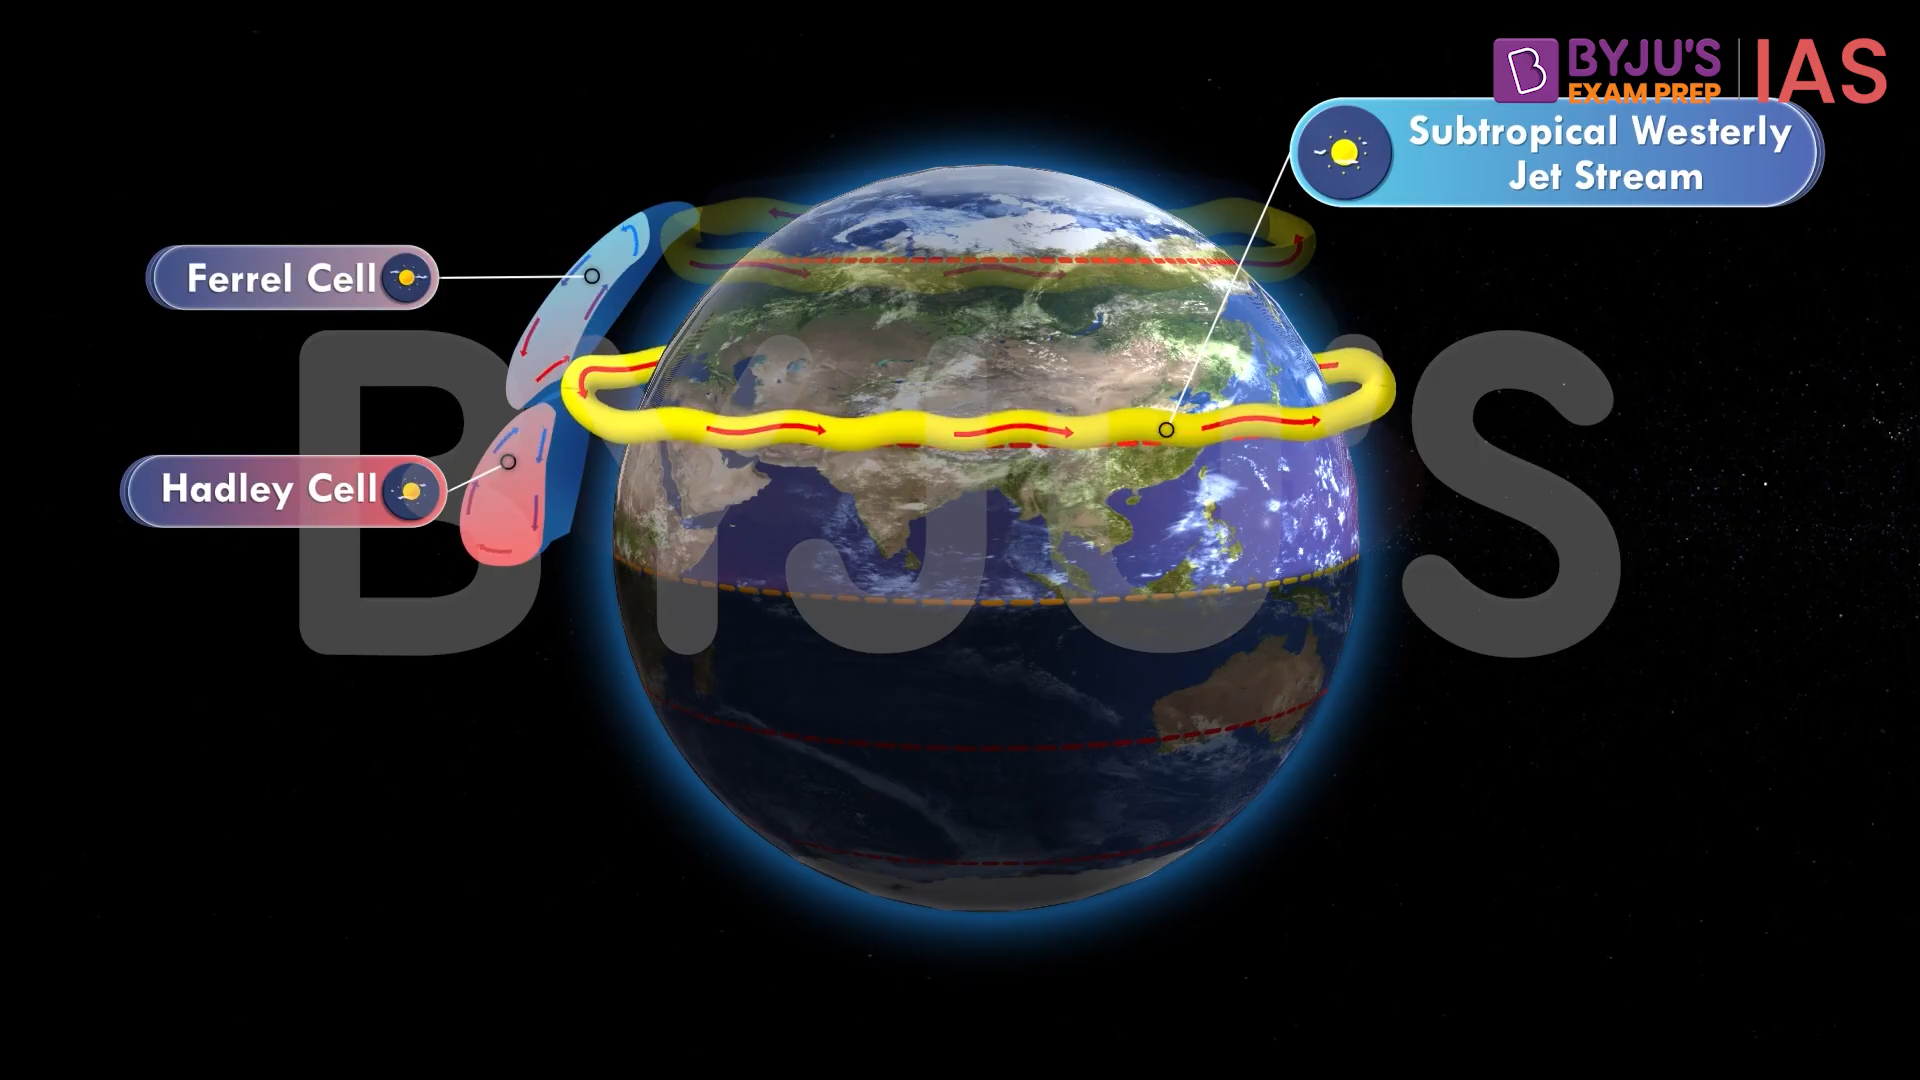 BYJU'S
EXAM PREP
IAS
Subtropical Westerly
Jet Stream
Ferrel Cell
Hadley Cell
BYJU'S